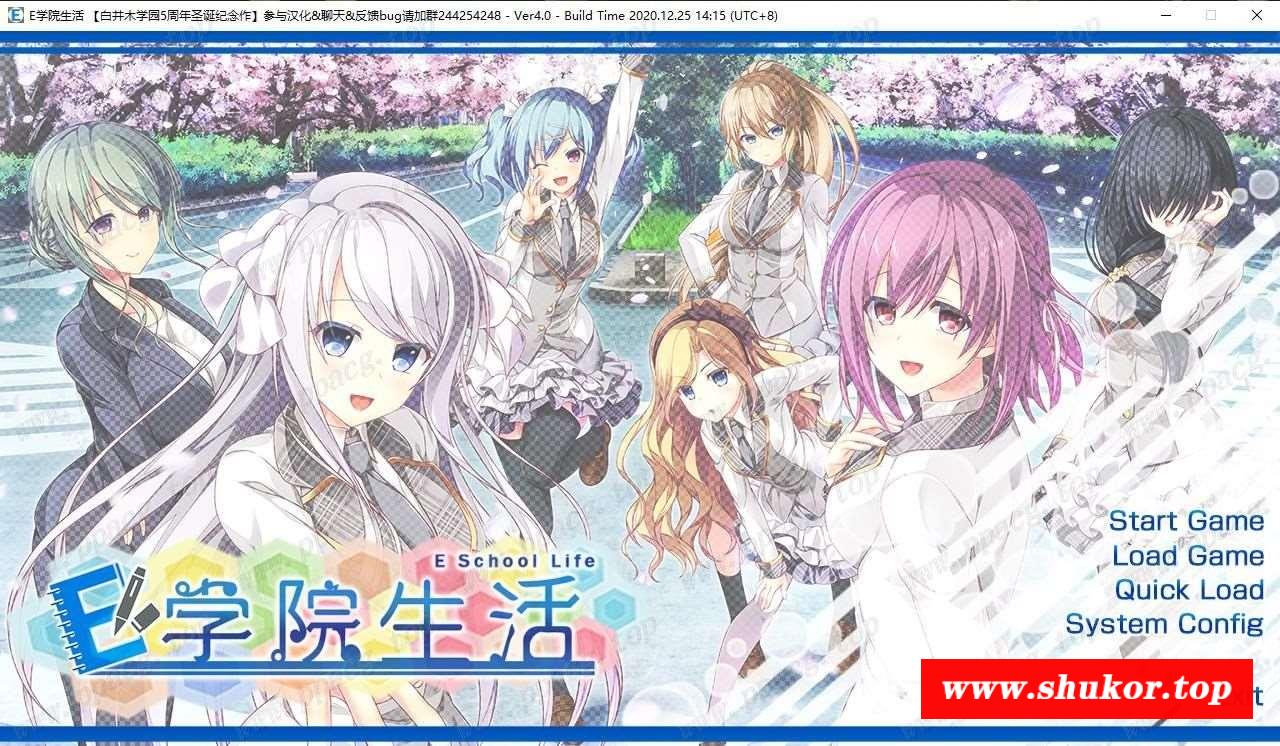 E学院生活 【白井木学园5周年圣诞纪念作】参与汉化&聊天&反馈bug请加群244254248 - Ver4.0 - Build Time 2020.12.25 14:15 (UTC+8)
E School Life
E学院生活
Start Game
Load Game
Quick Load
System Config
www.shukor.top